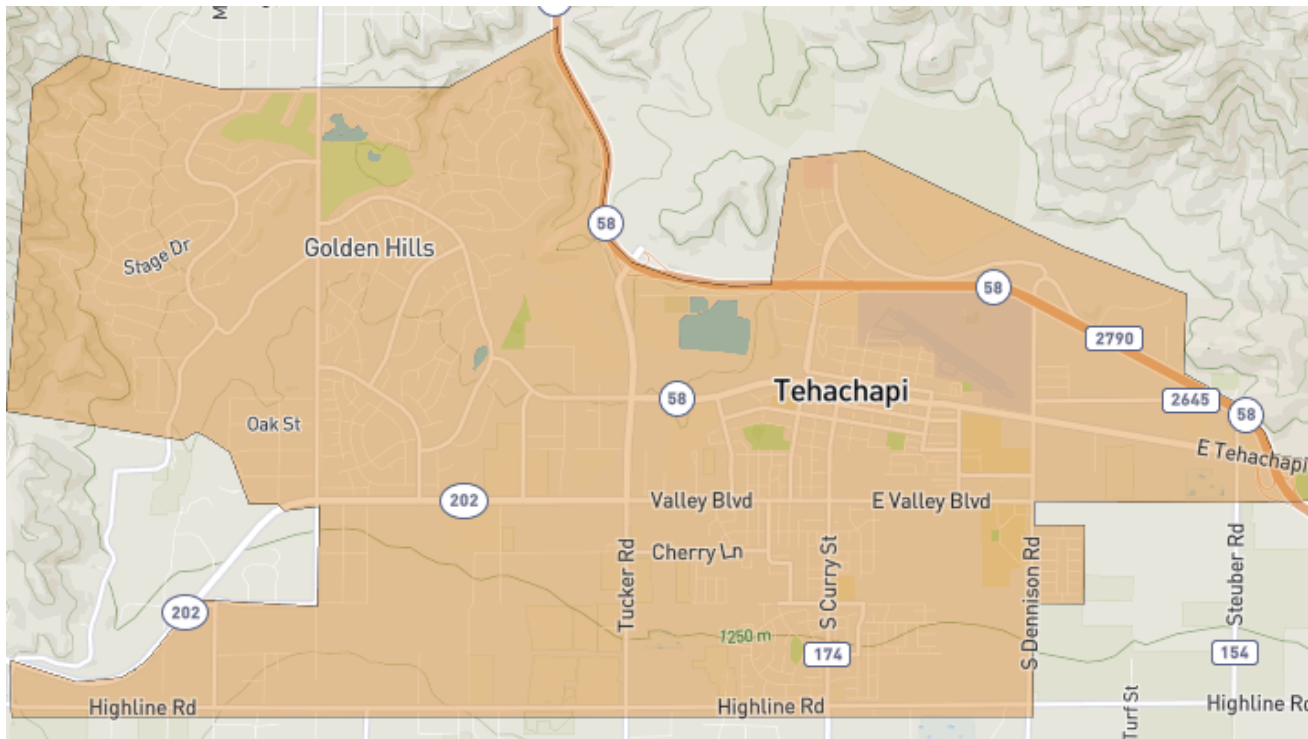 58
Stage Dr
Golden Hills
58
2790
Tehachapi
58
2645
58
Oak St
E Tehachapi
202
Valley Blvd
E Valley Blvd
Cherry Ln
Tucker Rd
S Curry St
S Dennison Rd
Steuber Rd
202
1250 m
174
154
Highline Rd
Highline Rd
Highline Rd
Turf St